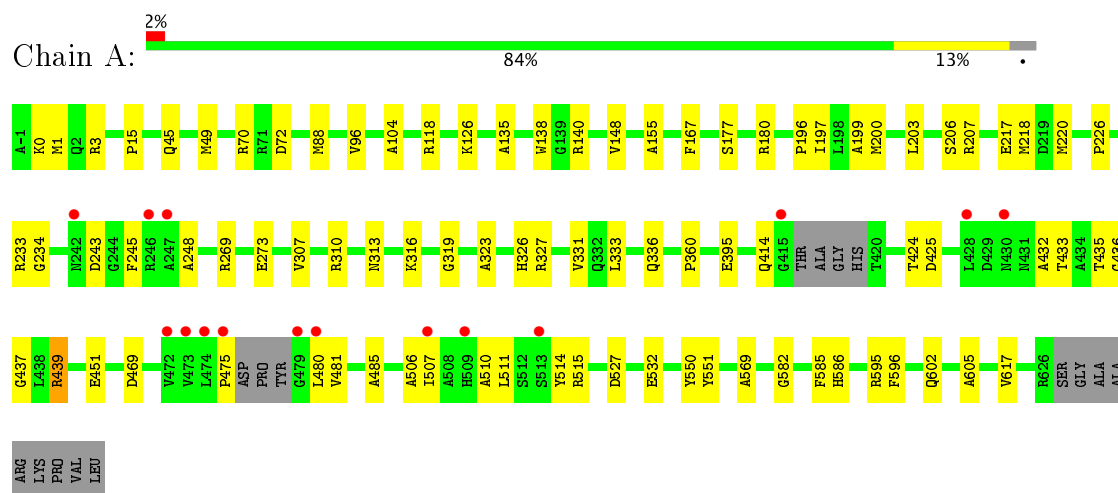 2%
Chain A:
84% 13% •
A-1 K0 M1 Q2 R3 P15 Q45 M49 R70 R71 D72 M88 V96 A104 R118 K126 A135 W138 G139 R140 V148 A155 F167 S177 R180 P196 I197 L198 A199 M200 L203 S206 R207 E217 M218 D219 M220 P226
R233 G234 N242 D243 G244 F245 R246 A247 A248 R269 E273 V307 R310 N313 K316 G319 A323 H326 R327 V331 Q332 L333 Q336 P360 E395 Q414 G415 THR ALA GLY HIS T420 T424 D425 L428 D429 N430 N431 A432 T433 A434 T435 G436
G437 L438 R439 E451 D469 V472 V473 L474 P475 ASP PRO TYR G479 L480 V481 A485 A506 I507 A508 H509 A510 L511 S512 S513 Y514 R515 D527 E532 Y550 Y551 A569 G582 F585 H586 R595 F596 Q602 A605 V617 R626 SER GLY ALA ALA
ARG LYS PRO VAL LEU